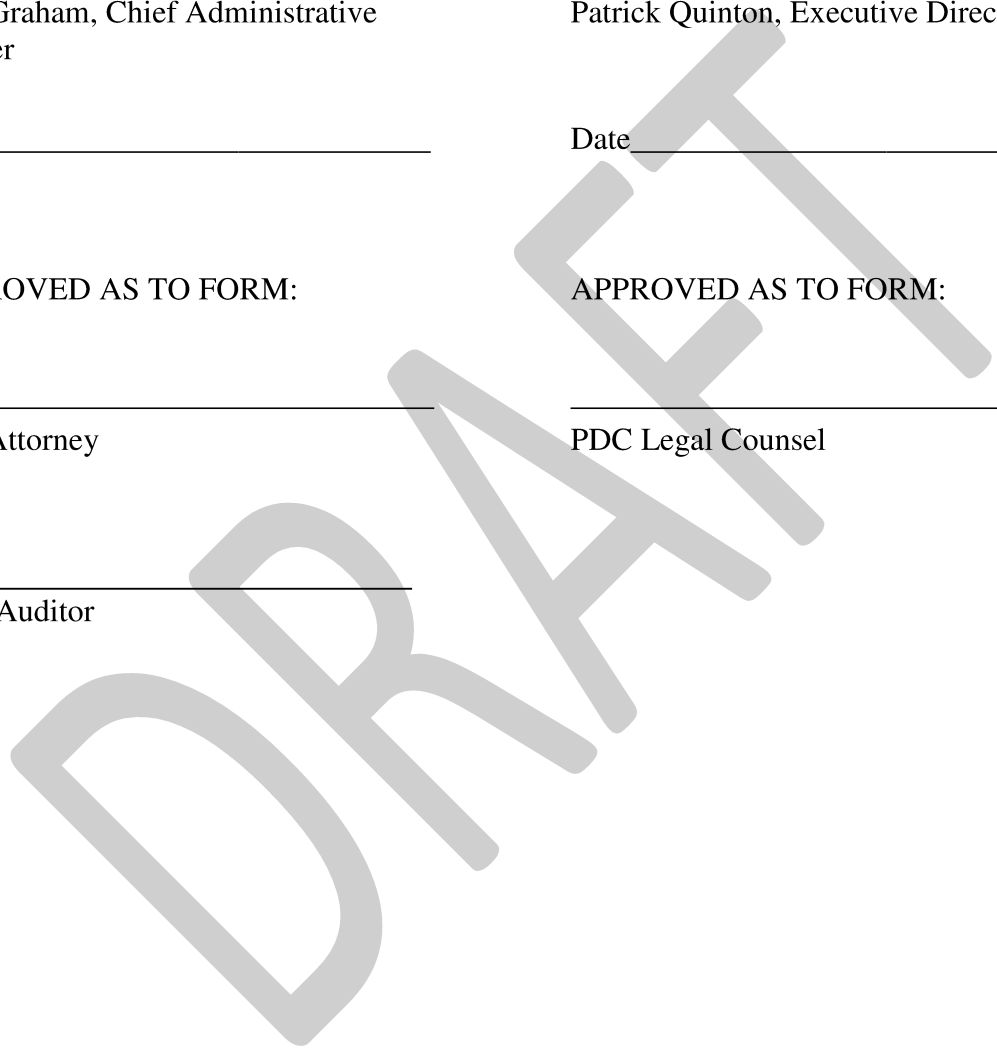 Graham, Chief Administrative
er
Patrick Quinton, Executive Direc
Date
ROVED AS TO FORM:
APPROVED AS TO FORM:
Attorney
PDC Legal Counsel
Auditor
DRAFT